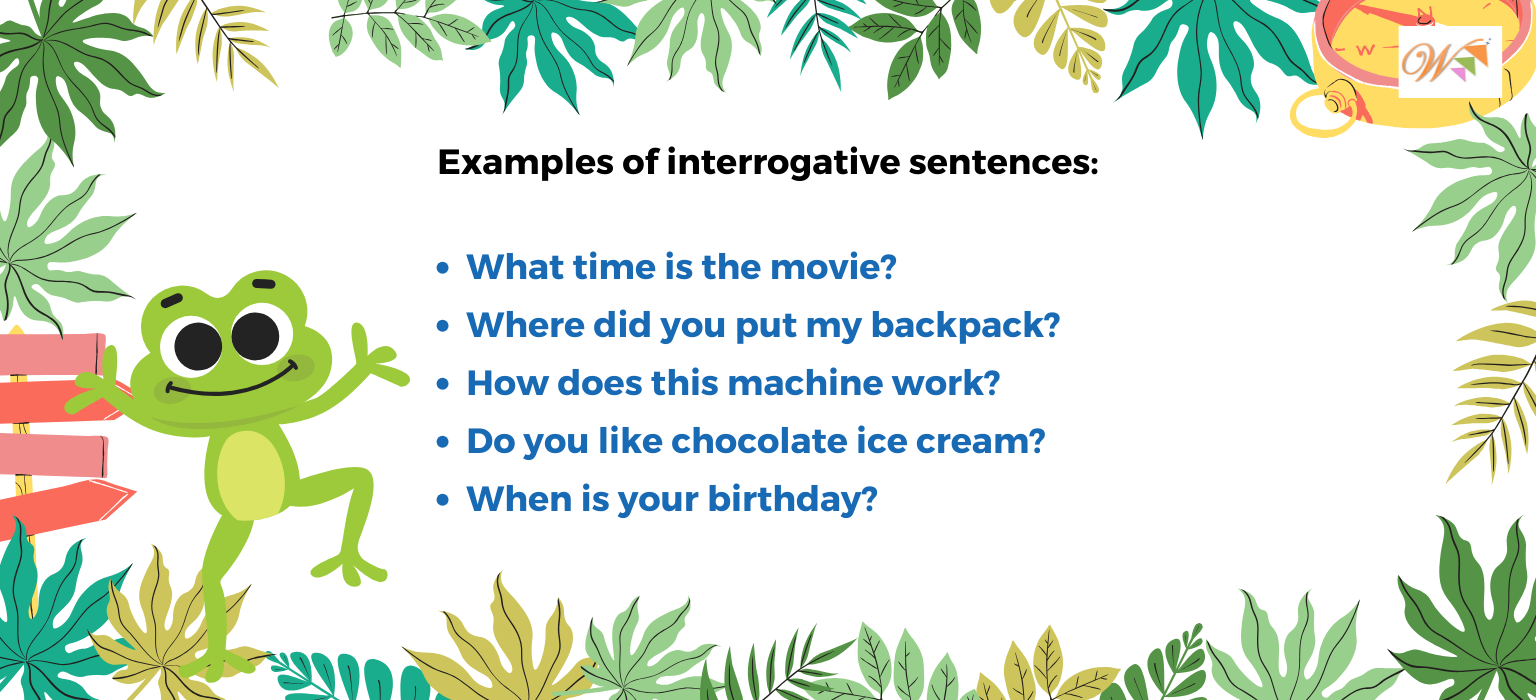 N
W
W
Examples of interrogative sentences:
• What time is the movie?
• Where did you put my backpack?
• How does this machine work?
• Do you like chocolate ice cream?
• When is your birthday?